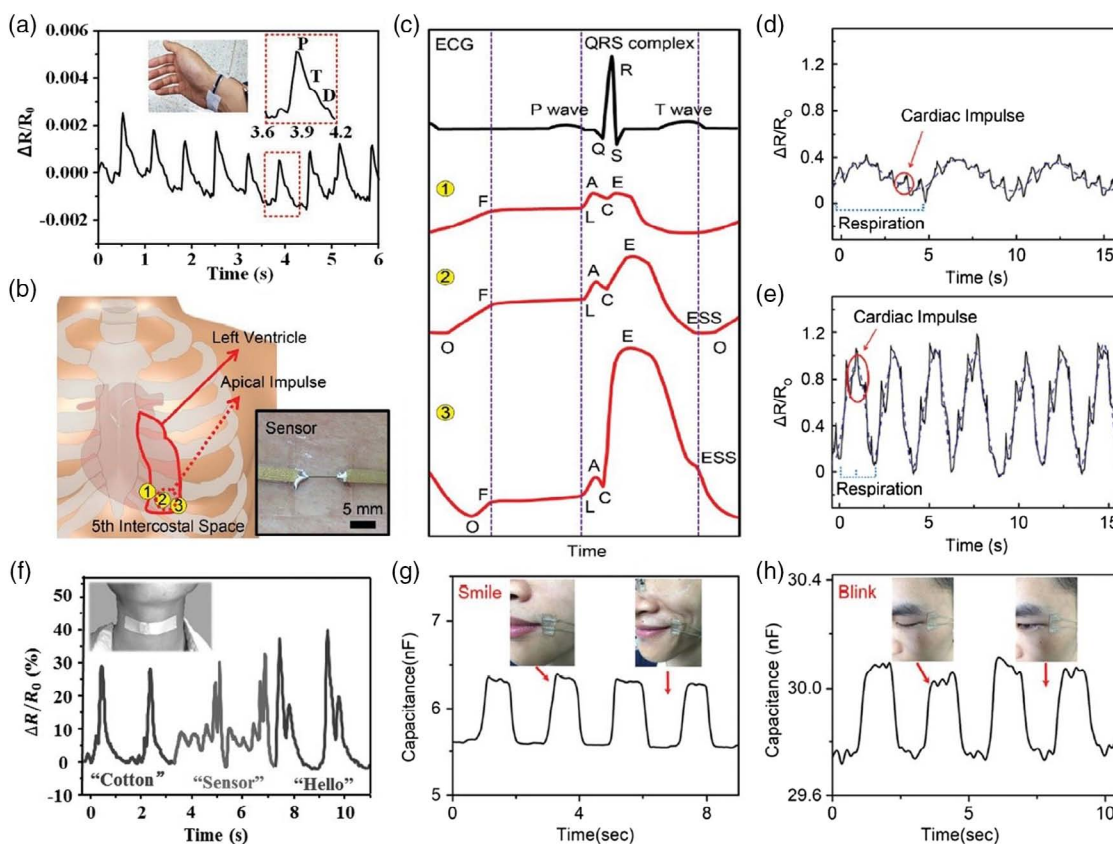 (a)
0.006
0.004
0.002
0.000
-0.002
ΔR/R₀
P
T
D
3.6 3.9 4.2
0 1 2 3 4 5 6
Time (s)
(b)
Left Ventricle
Apical Impulse
Sensor
5 mm
1
2
3
5th Intercostal Space
(c)
ECG
QRS complex
R
P wave
T wave
Q
S
1
F
A
E
L
C
2
E
A
F
L
C
ESS
O
O
3
E
A
F
L
C
ESS
O
Time
(d)
1.2
0.8
0.4
0
ΔR/R₀
Cardiac Impulse
Respiration
0 5 10 15
Time (s)
(e)
1.2
0.8
0.4
0
ΔR/R₀
Cardiac Impulse
Respiration
0 5 10 15
Time (s)
(f)
50
40
30
20
10
0
-10
ΔR/R₀ (%)
“Cotton” “Sensor” “Hello”
0 2 4 6 8 10
Time (s)
(g)
Smile
7
6
5
Capacitance(nF)
0 4 8
Time(sec)
(h)
Blink
30.4
30.0
29.6
Capacitance(nF)
0 5 10
Time(sec)